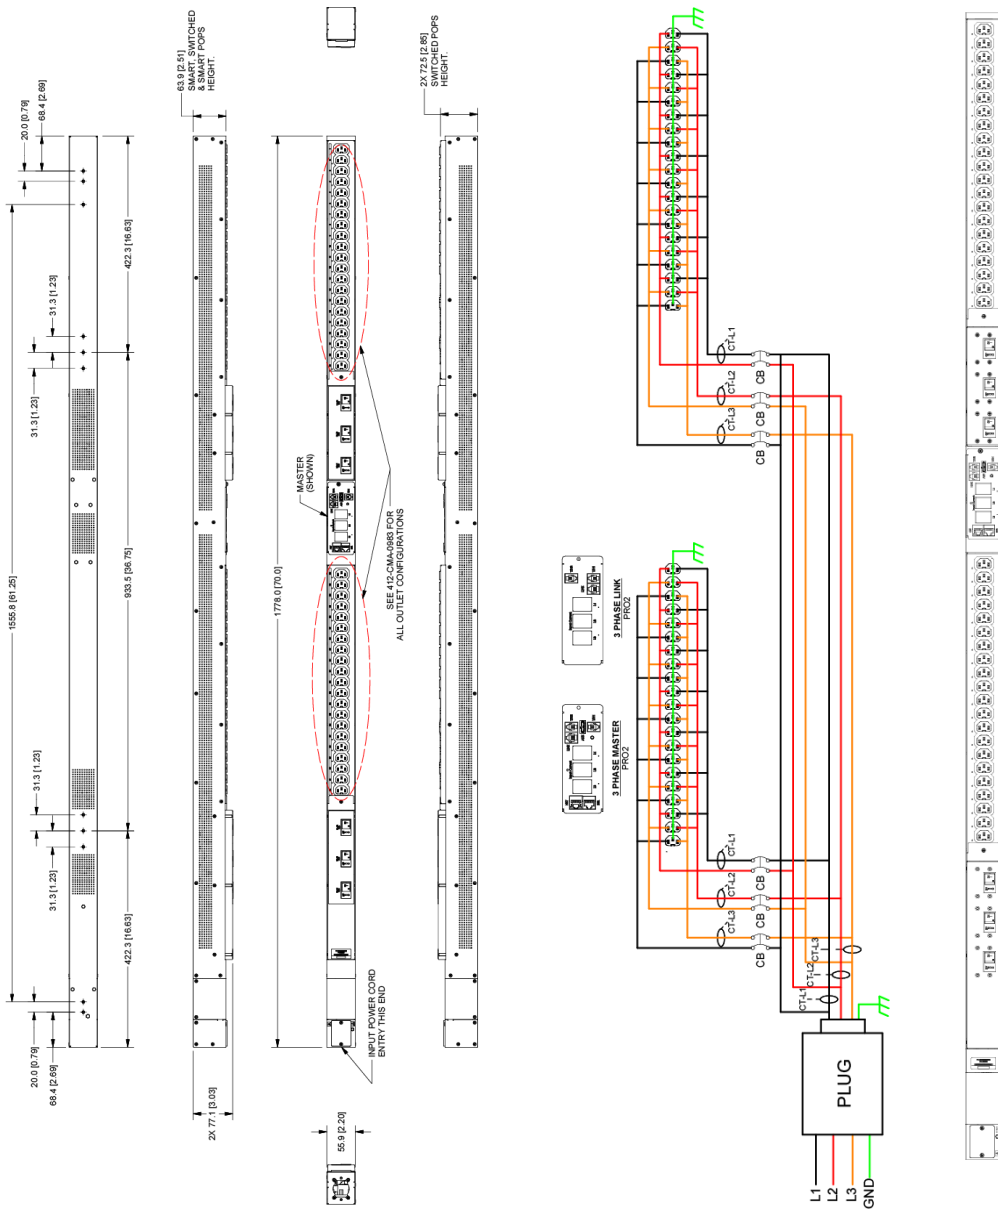 20.0 [0.79]
68.4 [2.69]
422.3 [16.63]
31.3 [1.23]
31.3 [1.23]
1555.8 [61.25]
933.5 [36.75]
31.3 [1.23]
31.3 [1.23]
422.3 [16.63]
20.0 [0.79]
68.4 [2.69]
63.9 [2.51]
SMART, SWITCHED
& SMART POPS
HEIGHT.
2X 77.1 [3.03]
1778.0 [70.0]
MASTER
(SHOWN)
SEE 412-CMA-0983 FOR
ALL OUTLET CONFIGURATIONS
INPUT POWER CORD
ENTRY THIS END
55.9 [2.20]
2X 72.5 [2.85]
SWITCHED POPS
HEIGHT.
3 PHASE LINK
PRO2
3 PHASE MASTER
PRO2
CT-L1
CB
CT-L2
CB
CT-L3
CB
CT-L1
CB
CT-L2
CB
CT-L3
CB
CT-L3
CT-L2
CT-L1
PLUG
L1
L2
L3
GND